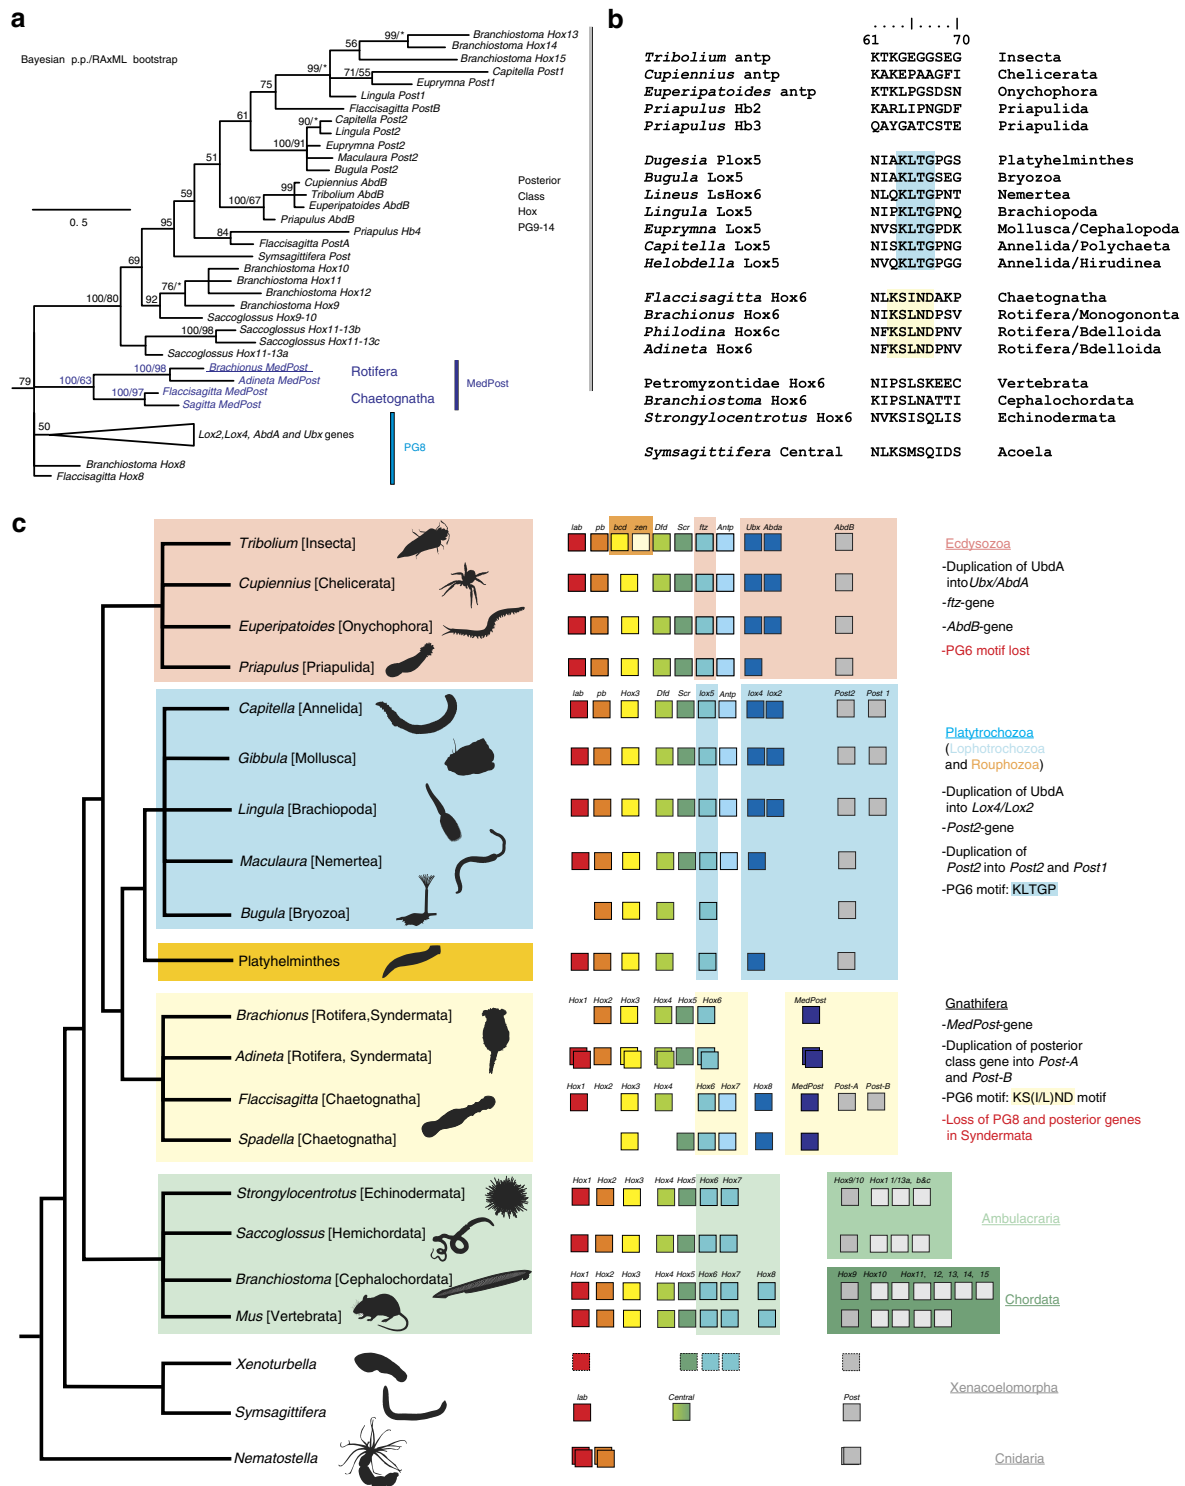 a
Bayesian p.p./RAxML bootstrap
99/*
Branchiostoma Hox13
Branchiostoma Hox14
56
Branchiostoma Hox15
99/*
71/55
Capitella Post1
Euprymna Post1
75
Lingula Post1
Flaccisagitta PostB
61
90/*
Capitella Post2
Lingula Post2
100/91
Euprymna Post2
Maculaura Post2
Bugula Post2
51
99
Cupiennius AbdB
Tribolium AbdB
100/67
Euperipatoides AbdB
Priapulus AbdB
59
84
Priapulus Hb4
Flaccisagitta PostA
95
Symsagittifera Post
69
Branchiostoma Hox10
76/*
Branchiostoma Hox11
Branchiostoma Hox12
92
Branchiostoma Hox9
Saccoglossus Hox9-10
100/80
100/98
Saccoglossus Hox11-13b
Saccoglossus Hox11-13c
Saccoglossus Hox11-13a
0. 5
Posterior
Class
Hox
PG9-14
100/98
Brachionus MedPost
Rotifera
100/63
Adineta MedPost
79
100/97
Flaccisagitta MedPost
Chaetognatha
Sagitta MedPost
MedPost
50
Lox2,Lox4, AbdA and Ubx genes
PG8
Branchiostoma Hox8
Flaccisagitta Hox8
b
. . . . | . . . . |
61 70
Tribolium antp KTKGEGGSEG Insecta
Cupiennius antp KAKEPAAGFI Chelicerata
Euperipatoides antp KTKLPGSDSN Onychophora
Priapulus Hb2 KARLIPNGDF Priapulida
Priapulus Hb3 QAYGATCSTE Priapulida
Dugesia Plox5 NIAKLTGPGS Platyhelminthes
Bugula Lox5 NIAKLTGSEG Bryozoa
Lineus LsHox6 NLQKLTGPNT Nemertea
Lingula Lox5 NIPKLTGPNQ Brachiopoda
Euprymna Lox5 NVSKLTGPDK Mollusca/Cephalopoda
Capitella Lox5 NISKLTGPNG Annelida/Polychaeta
Helobdella Lox5 NVQKLTGPGG Annelida/Hirudinea
Flaccisagitta Hox6 NLKSINDAKP Chaetognatha
Brachionus Hox6 NIKSLNDPSV Rotifera/Monogononta
Philodina Hox6c NFKSLNDPNV Rotifera/Bdelloida
Adineta Hox6 NFKSLNDPNV Rotifera/Bdelloida
Petromyzontidae Hox6 NIPSLSKEEC Vertebrata
Branchiostoma Hox6 KIPSLNATTI Cephalochordata
Strongylocentrotus Hox6 NVKSISQLIS Echinodermata
Symsagittifera Central NLKSMSQIDS Acoela
c
lab pb bcd zen Dfd Scr ftz Antp Ubx Abda AbdB
Tribolium [Insecta]
Cupiennius [Chelicerata]
Euperipatoides [Onychophora]
Priapulus [Priapulida]
Ecdysozoa
-Duplication of UbdA
intoUbx/AbdA
-ftz-gene
-AbdB-gene
-PG6 motif lost
lab pb Hox3 Dfd Scr lox5 Antp lox4 lox2 Post2 Post 1
Capitella [Annelida]
Gibbula [Mollusca]
Lingula [Brachiopoda]
Maculaura [Nemertea]
Bugula [Bryozoa]
Platyhelminthes
Platytrochozoa
(Lophotrochozoa
and Rouphozoa)
-Duplication of UbdA
into Lox4/Lox2
-Post2-gene
-Duplication of
Post2 into Post2 and Post1
-PG6 motif: KLTGP
Hox1 Hox2 Hox3 Hox4 Hox5 Hox6 MedPost
Brachionus [Rotifera,Syndermata]
Adineta [Rotifera, Syndermata]
Hox1 Hox2 Hox3 Hox4 Hox6 Hox7 Hox8 MedPost Post-A Post-B
Flaccisagitta [Chaetognatha]
Spadella [Chaetognatha]
Gnathifera
-MedPost-gene
-Duplication of posterior
class gene into Post-A
and Post-B
-PG6 motif: KS(I/L)ND motif
-Loss of PG8 and posterior genes
in Syndermata
Hox1 Hox2 Hox3 Hox4 Hox5 Hox6 Hox7 Hox9/10 Hox1 1/13a, b&c
Strongylocentrotus [Echinodermata]
Saccoglossus [Hemichordata]
Ambulacraria
Hox1 Hox2 Hox3 Hox4 Hox5 Hox6 Hox7 Hox8 Hox9 Hox10 Hox11, 12, 13, 14, 15
Branchiostoma [Cephalochordata]
Mus [Vertebrata]
Chordata
Xenoturbella
Xenacoelomorpha
lab Central Post
Symsagittifera
Nematostella
Cnidaria